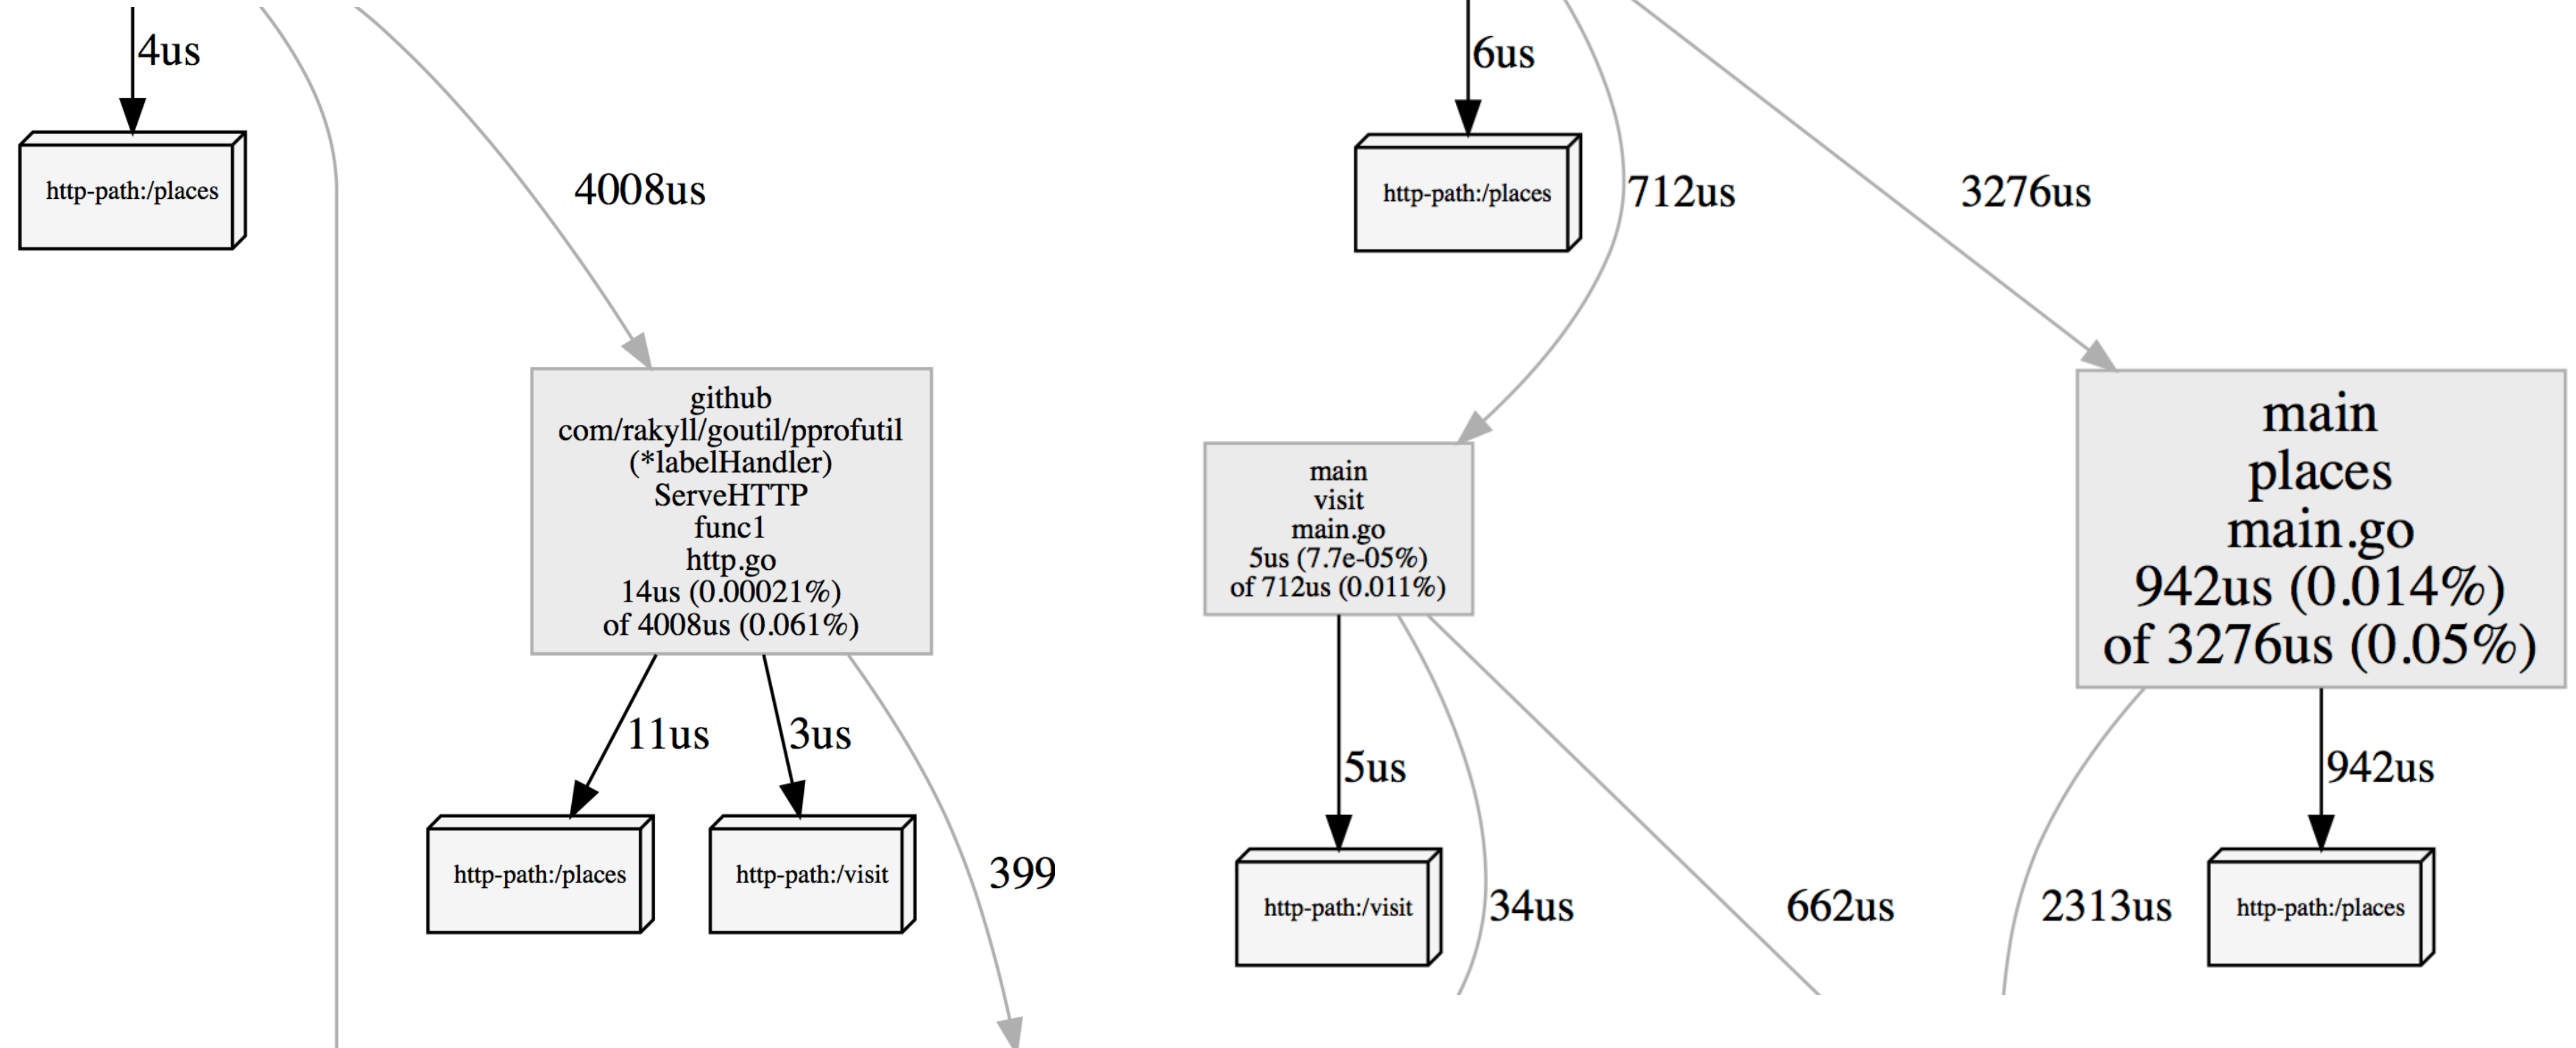 4us
http-path:/places
4008us
github
com/rakyll/goutil/pprofutil
(*labelHandler)
ServeHTTP
func1
http.go
14us (0.00021%)
of 4008us (0.061%)
11us
3us
http-path:/places
http-path:/visit
399
6us
http-path:/places
712us
3276us
main
visit
main.go
5us (7.7e-05%)
of 712us (0.011%)
5us
http-path:/visit
34us
662us
main
places
main.go
942us (0.014%)
of 3276us (0.05%)
942us
2313us
http-path:/places